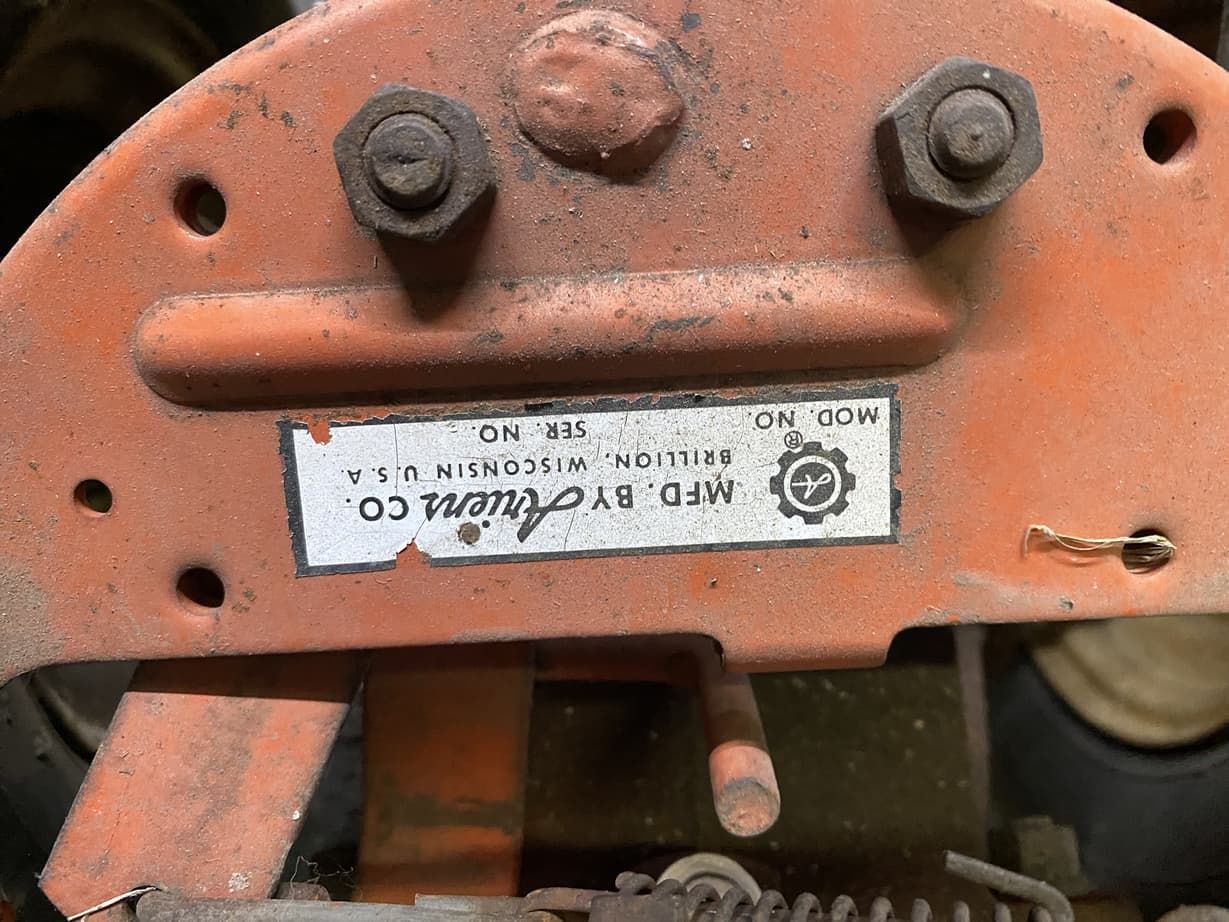 MFD. BY Ariens CO.
BRILLION, WISCONSIN U.S.A
®
MOD. NO. SER. NO.